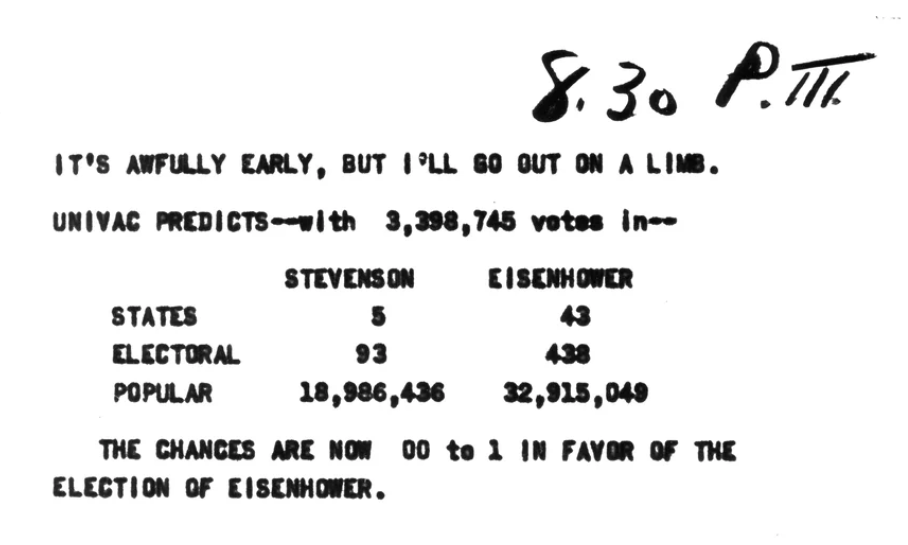 8.30 P.M.
IT'S AWFULLY EARLY, BUT I'LL GO OUT ON A LIMB.
UNIVAC PREDICTS--with 3,398,745 votes in--
STEVENSON EISENHOWER
STATES 5 43
ELECTORAL 93 438
POPULAR 18,986,436 32,915,049
THE CHANCES ARE NOW 00 to 1 IN FAVOR OF THE
ELECTION OF EISENHOWER.